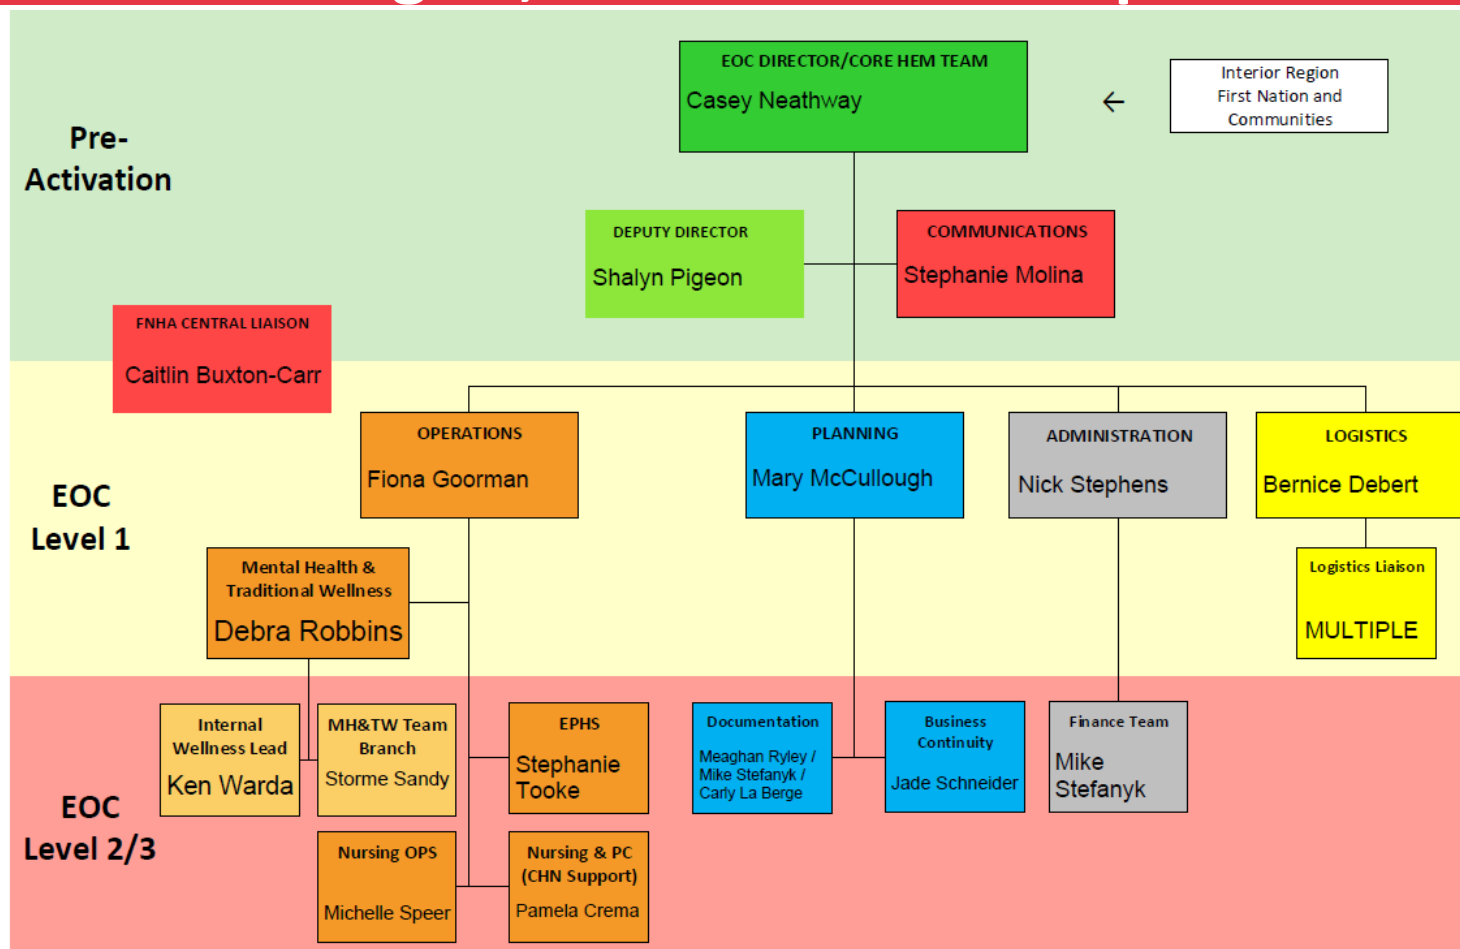 EOC DIRECTOR/CORE HEM TEAM
Casey Neathway
←
Interior Region
First Nation and
Communities
Pre-
Activation
DEPUTY DIRECTOR
Shalyn Pigeon
COMMUNICATIONS
Stephanie Molina
FNHA CENTRAL LIAISON
Caitlin Buxton-Carr
OPERATIONS
Fiona Goorman
PLANNING
Mary McCullough
ADMINISTRATION
Nick Stephens
LOGISTICS
Bernice Debert
EOC
Level 1
Mental Health &
Traditional Wellness
Debra Robbins
Logistics Liaison
MULTIPLE
Internal
Wellness Lead
Ken Warda
MH&TW Team
Branch
Storme Sandy
EPHS
Stephanie
Tooke
Documentation
Meaghan Ryley /
Mike Stefanyk /
Carly La Berge
Business
Continuity
Jade Schneider
Finance Team
Mike
Stefanyk
EOC
Level 2/3
Nursing OPS
Michelle Speer
Nursing & PC
(CHN Support)
Pamela Crema